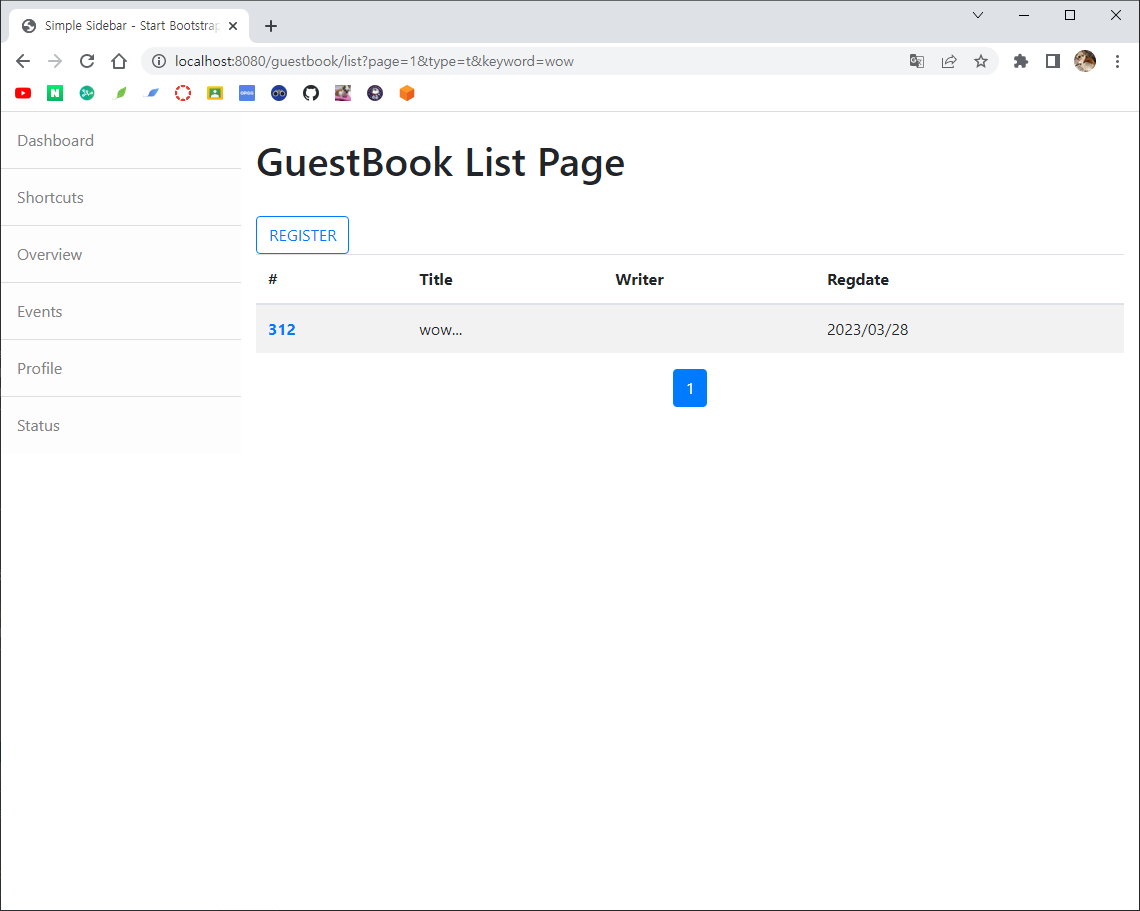 Simple Sidebar - Start Bootstrap
localhost:8080/guestbook/list?page=1&type=t&keyword=wow
Dashboard
Shortcuts
Overview
Events
Profile
Status
GuestBook List Page
REGISTER
# Title Writer Regdate
312 wow... 2023/03/28
1